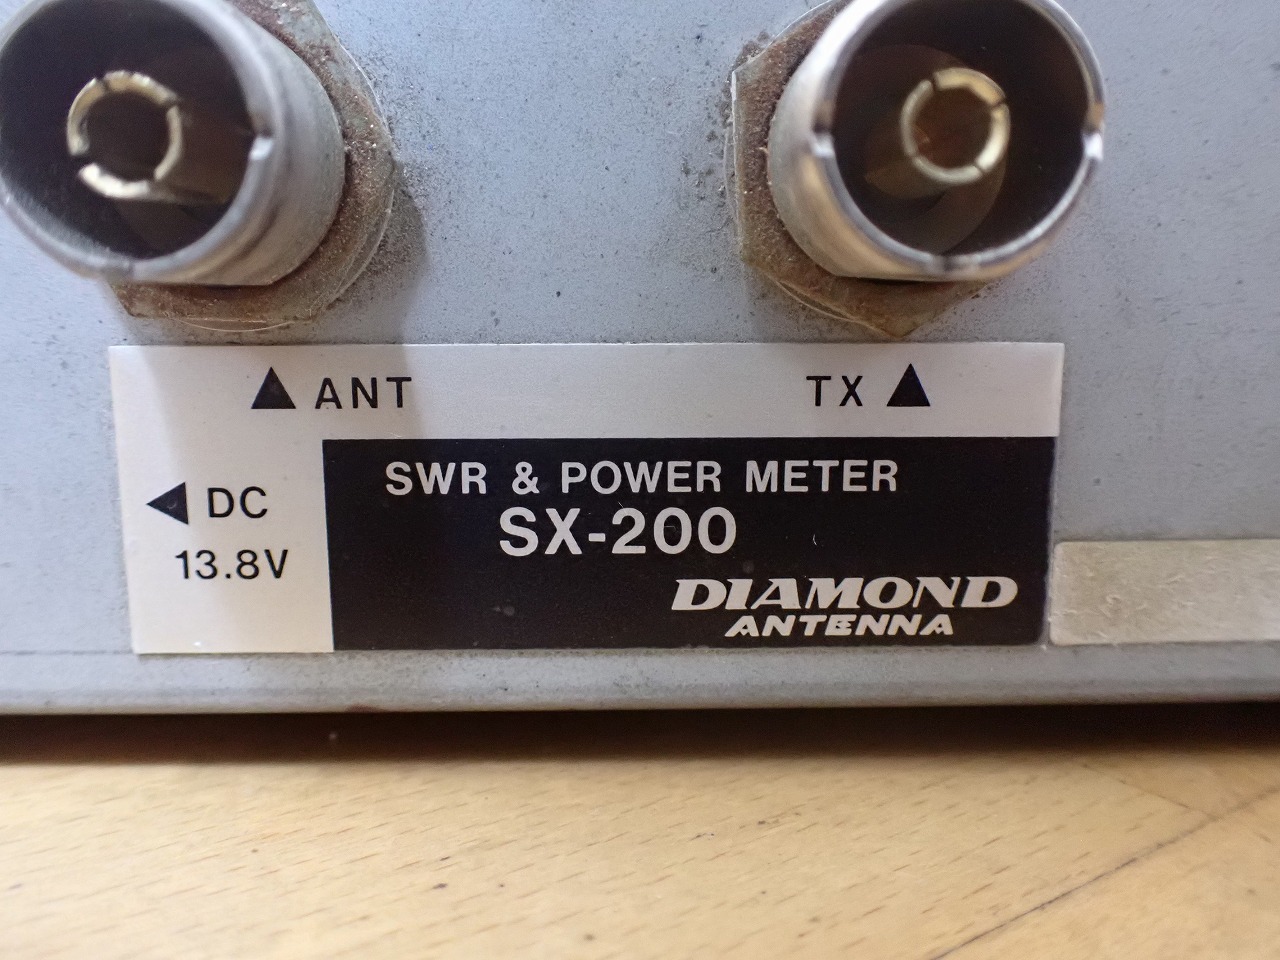 ▲ ANT
TX ▲
◀ DC
13.8V
SWR & POWER METER
SX-200
DIAMOND
ANTENNA